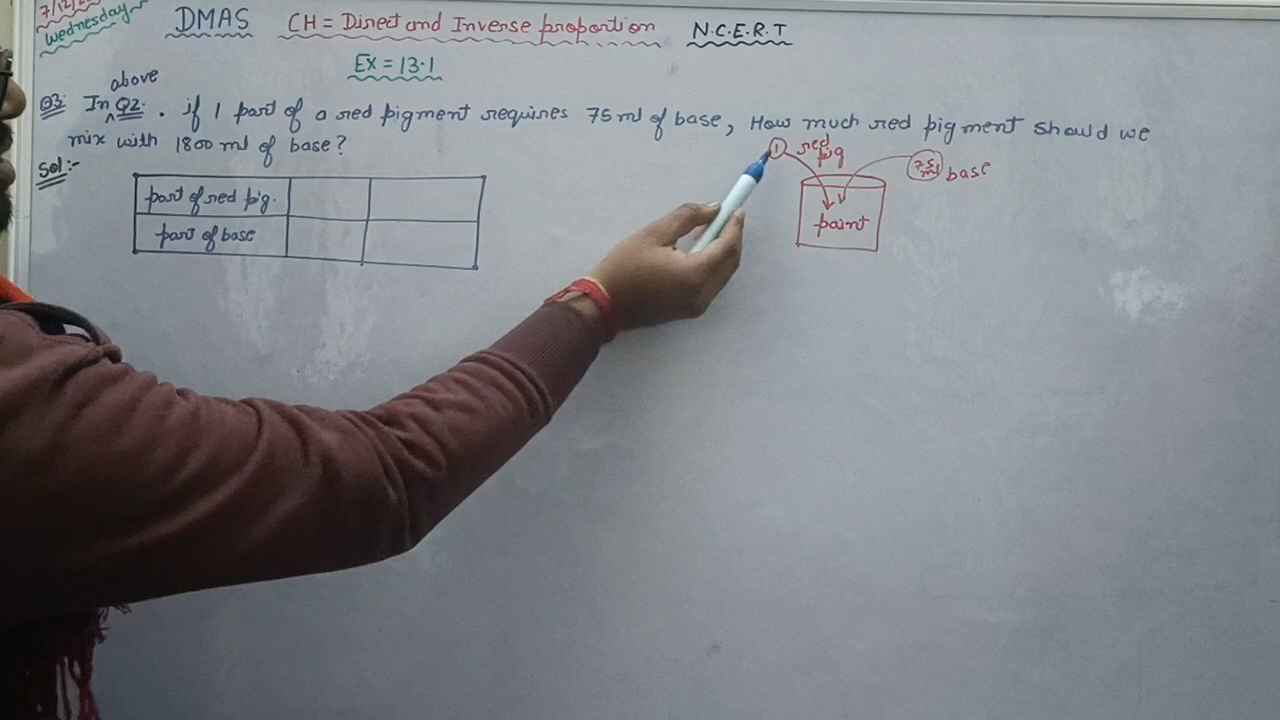 7/12/
Wednesday
DMAS CH = Direct and Inverse proportion N.C.E.R.T
EX = 13.1
above
Q3: In ^ Q2. . if 1 part of a red pigment requires 75 ml of base, How much red pigment should we
mix with 1800 ml of base?
Sol:-
1 red pig
75 ml base
paint
part of red pig.
part of base